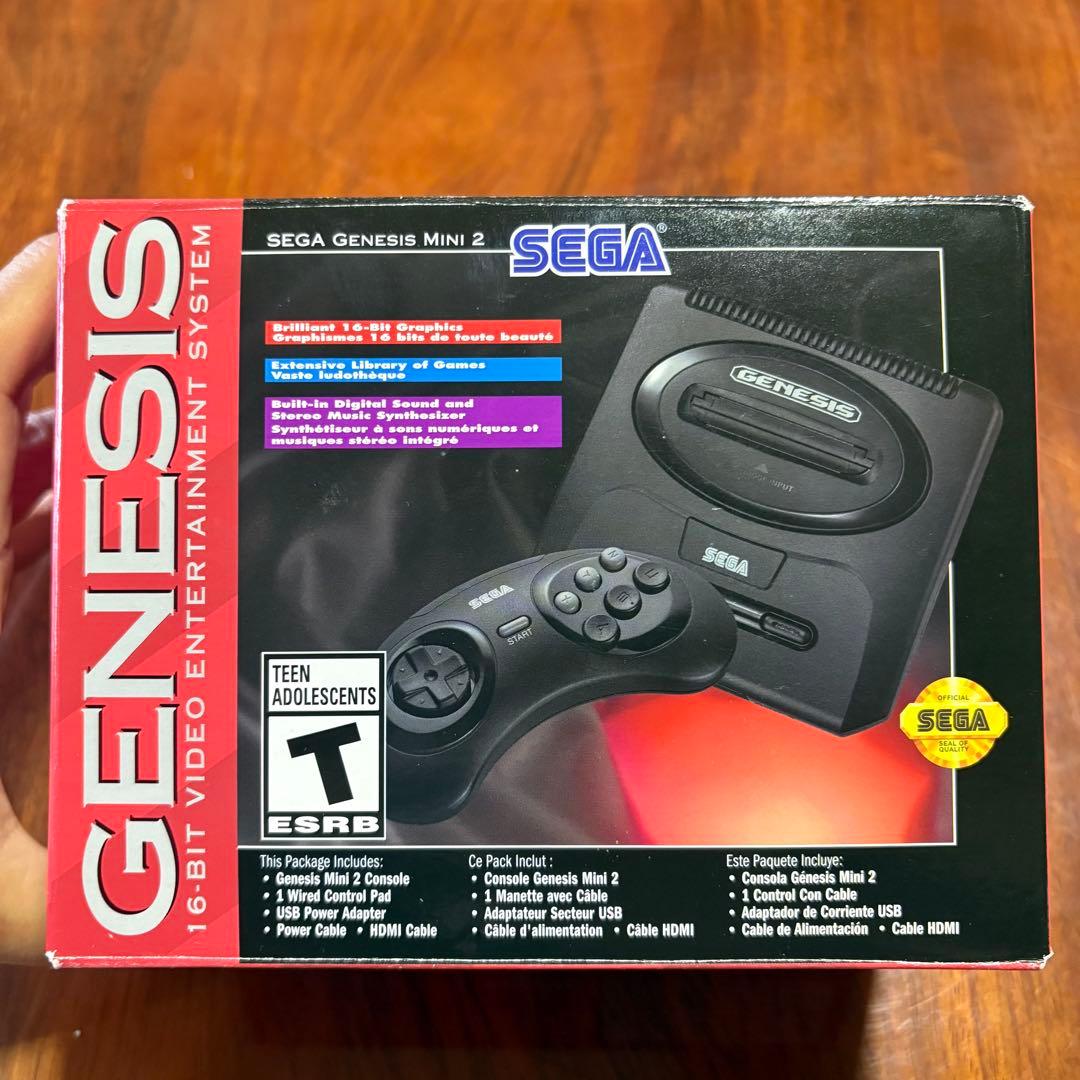 GENESIS
16-BIT VIDEO ENTERTAINMENT SYSTEM
SEGA GENESIS MINI 2
SEGA®
Brilliant 16-Bit Graphics
Graphismes 16 bits de toute beauté
Extensive Library of Games
Vaste ludothèque
Built-in Digital Sound and
Stereo Music Synthesizer
Synthétiseur à sons numériques et
musiques stéréo intégré
GENESIS
INPUT
SEGA
SEGA
START
X
Y
Z
A
B
C
TEEN
ADOLESCENTS
T
ESRB
OFFICIAL
SEGA
SEAL OF
QUALITY
This Package Includes:
• Genesis Mini 2 Console
• 1 Wired Control Pad
• USB Power Adapter
• Power Cable • HDMI Cable
Ce Pack Inclut :
• Console Genesis Mini 2
• 1 Manette avec Câble
• Adaptateur Secteur USB
• Câble d'alimentation • Câble HDMI
Este Paquete Incluye:
• Consola Génesis Mini 2
• 1 Control Con Cable
• Adaptador de Corriente USB
• Cable de Alimentación • Cable HDMI